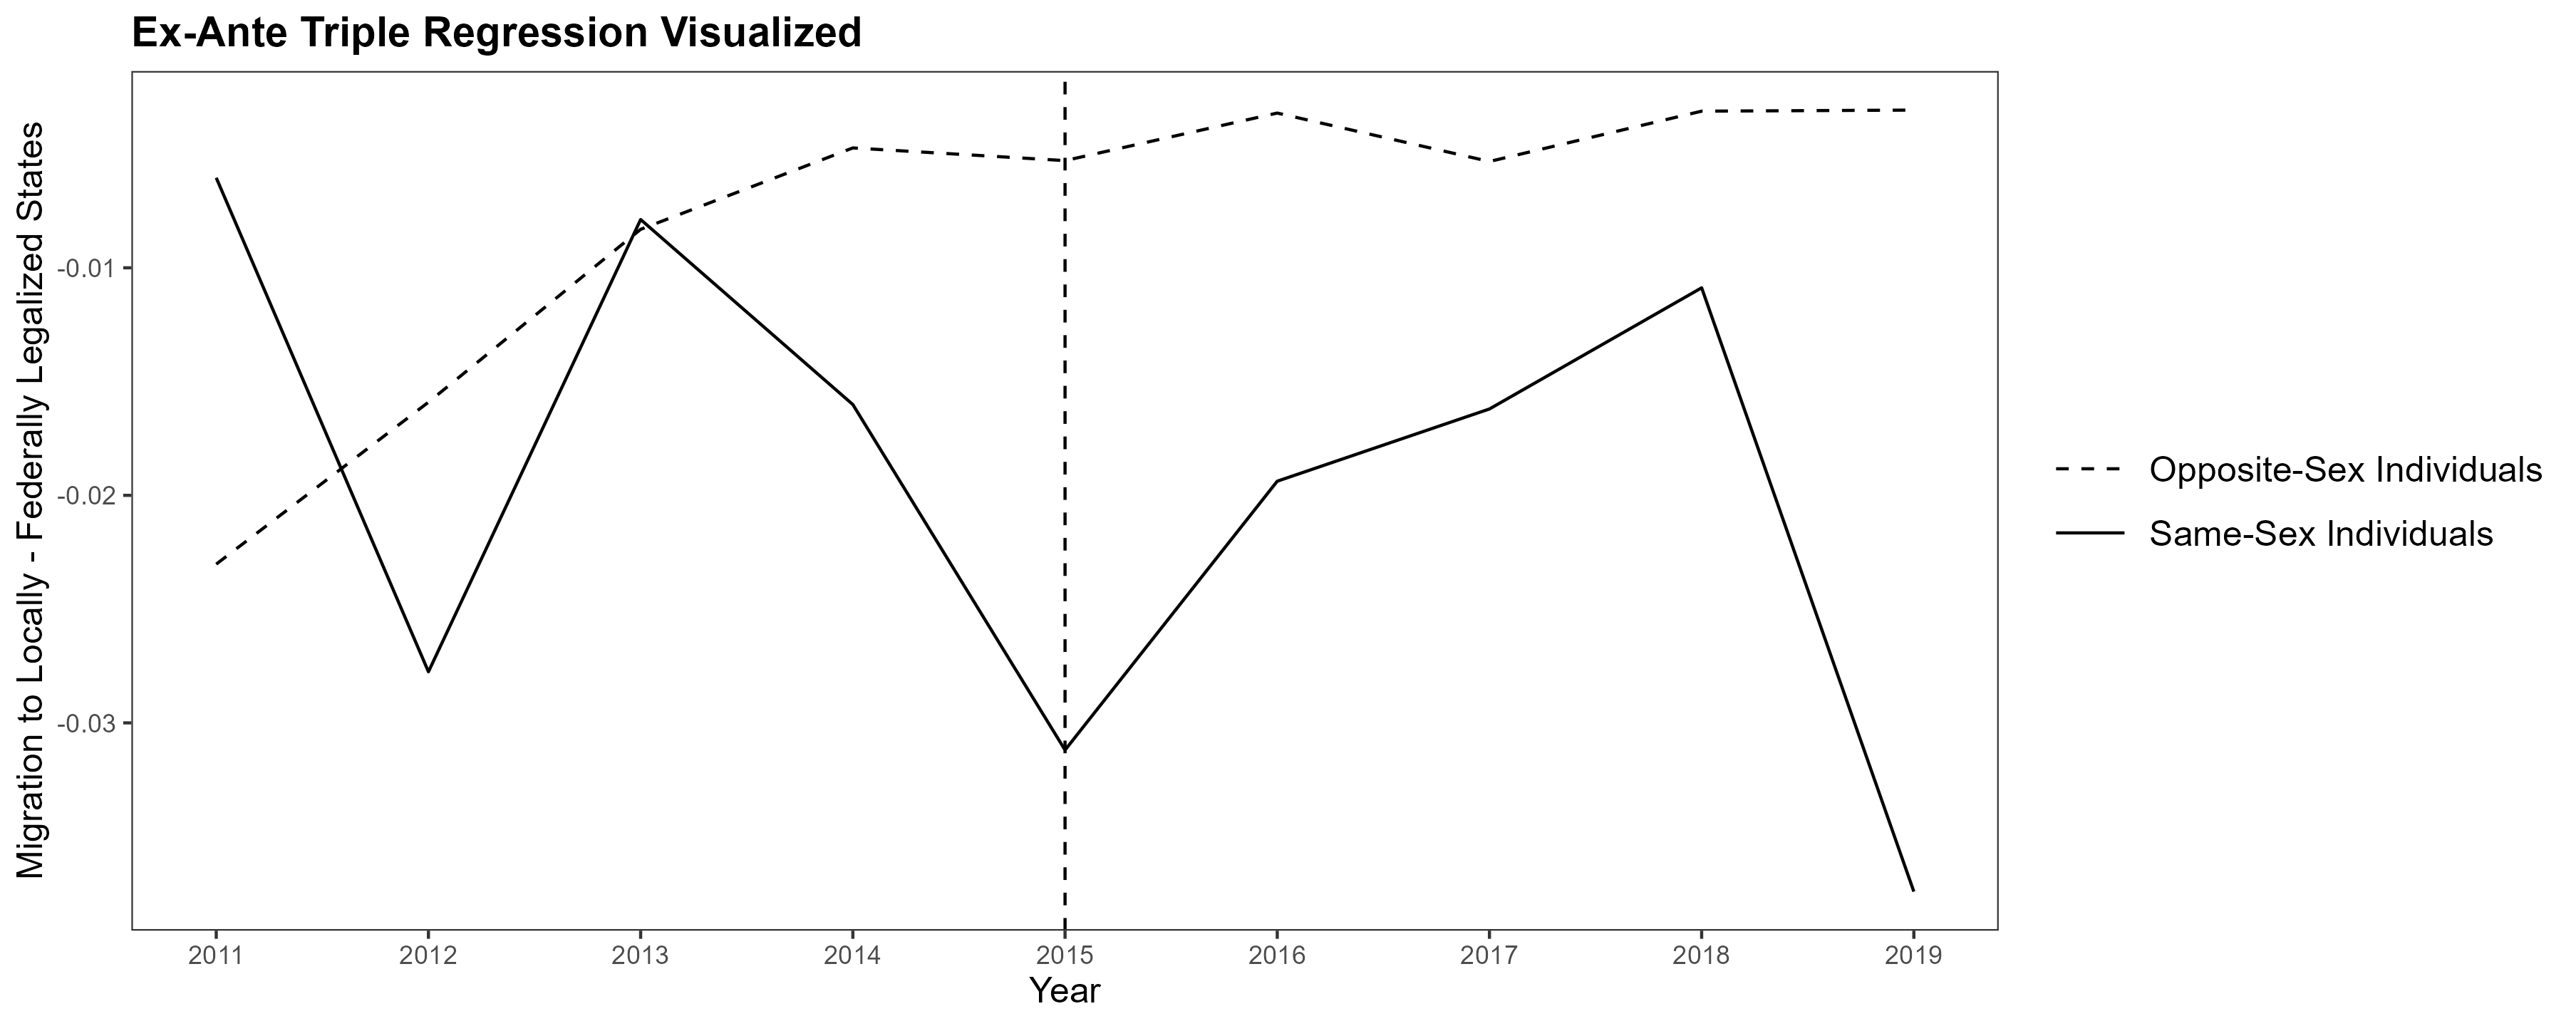 Ex-Ante Triple Regression Visualized
Migration to Locally - Federally Legalized States
-0.01
-0.02
-0.03
2011 2012 2013 2014 2015 2016 2017 2018 2019
Year
Opposite-Sex Individuals
Same-Sex Individuals